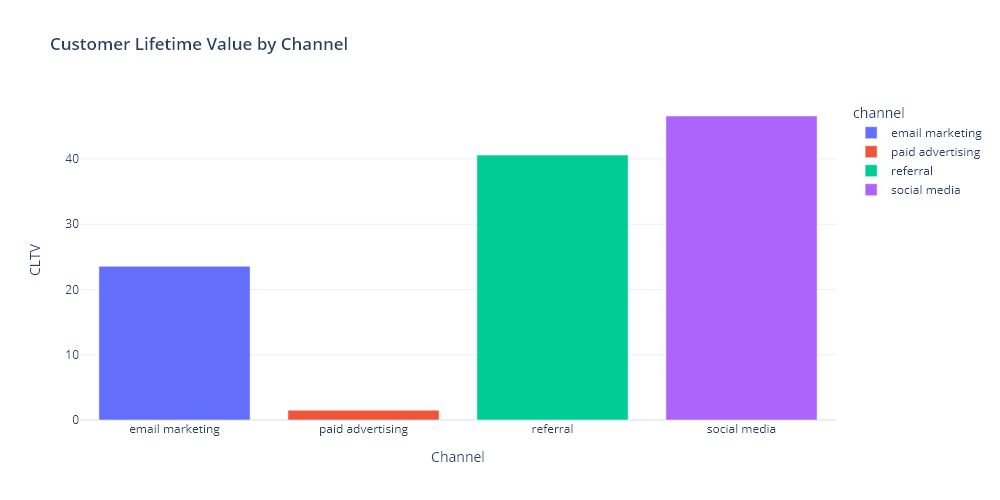 Customer Lifetime Value by Channel
channel
email marketing
paid advertising
referral
social media
40
30
20
10
0
CLTV
email marketing
paid advertising
referral
social media
Channel